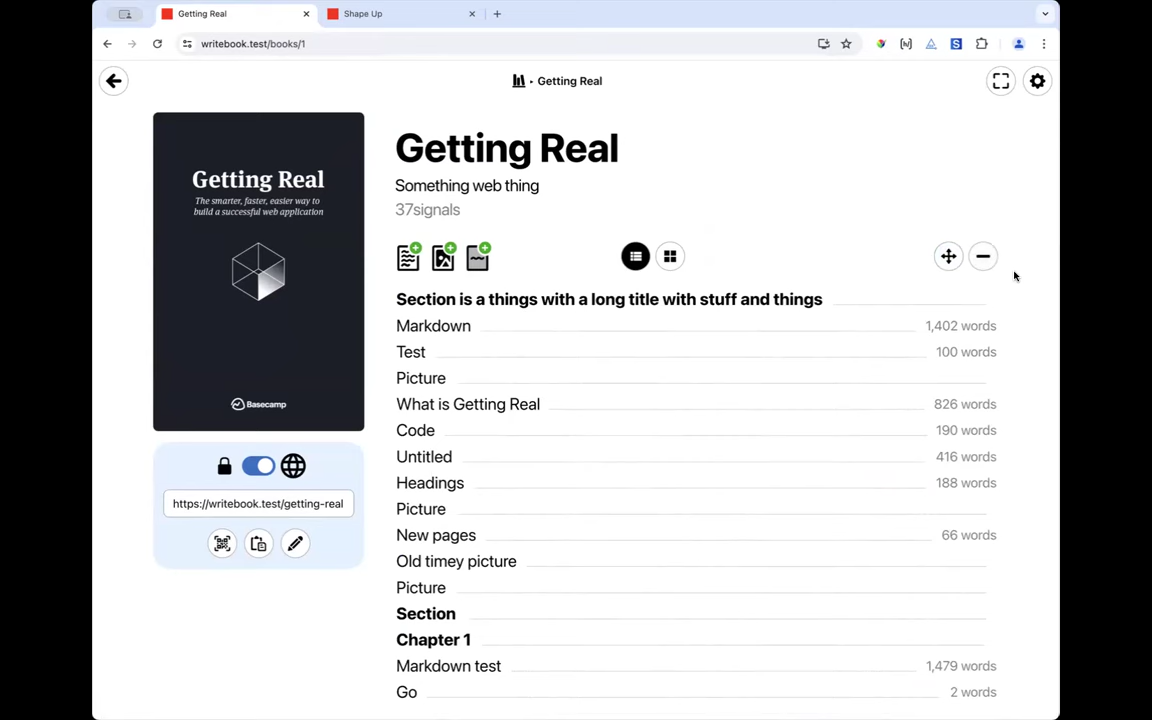 Getting Real
Shape Up
writebook.test/books/1
Getting Real
Getting Real
The smarter, faster, easier way to
build a successful web application
Basecamp
https://writebook.test/getting-real
Getting Real
Something web thing
37signals
Section is a things with a long title with stuff and things
Markdown 1,402 words
Test 100 words
Picture
What is Getting Real 826 words
Code 190 words
Untitled 416 words
Headings 188 words
Picture
New pages 66 words
Old timey picture
Picture
Section
Chapter 1
Markdown test 1,479 words
Go 2 words